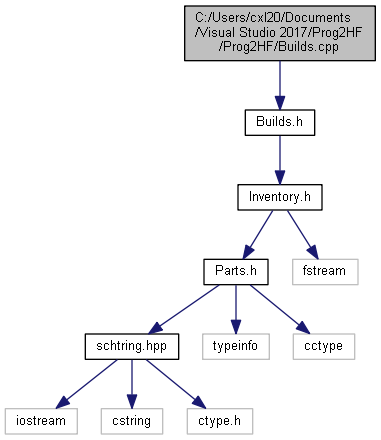 C:/Users/cxl20/Documents
/Visual Studio 2017/Prog2HF
/Prog2HF/Builds.cpp
Builds.h
Inventory.h
Parts.h
fstream
schtring.hpp
typeinfo
cctype
iostream
cstring
ctype.h